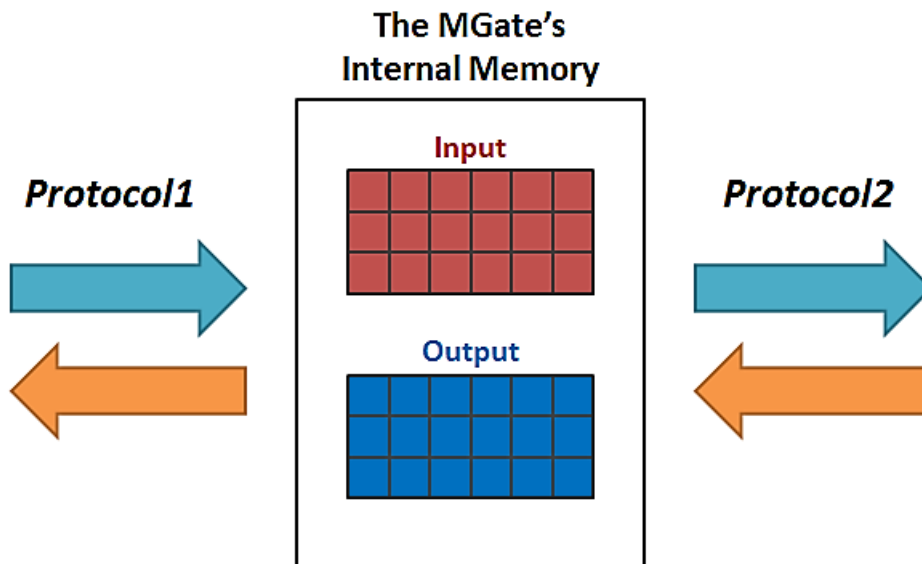 The MGate's
Internal Memory
Input
Protocol1
Protocol2
Output